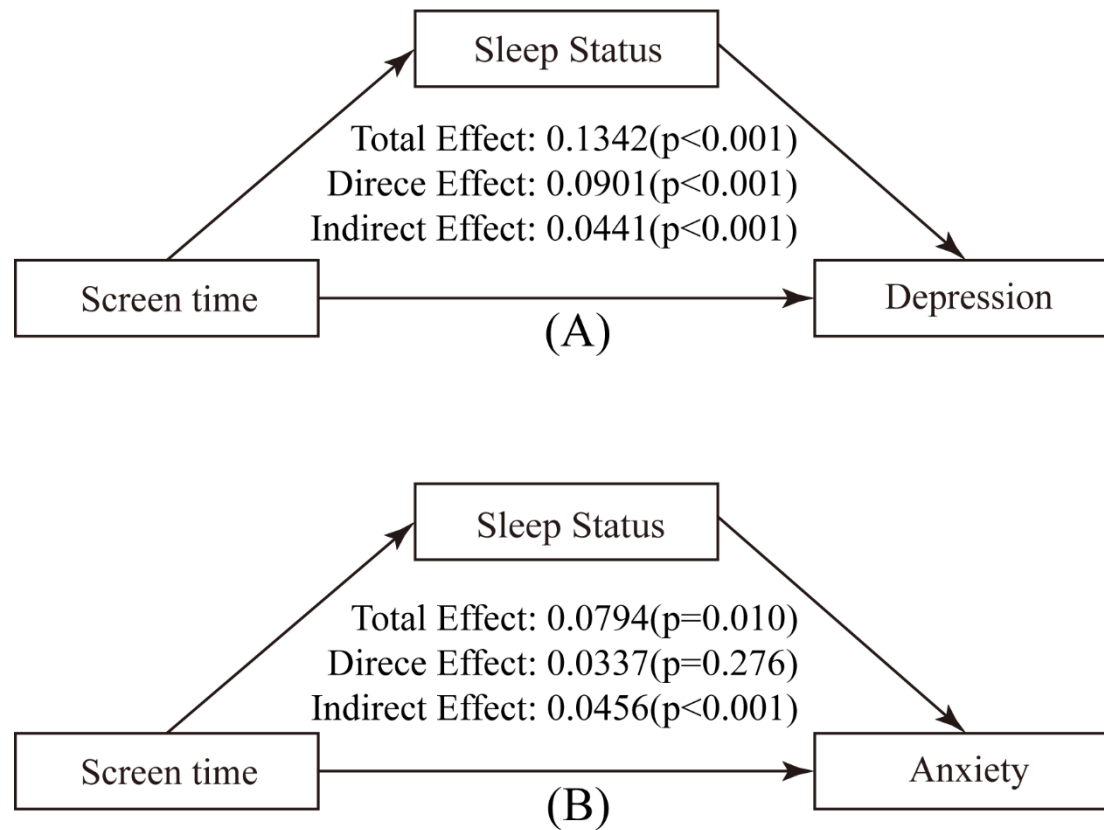 Sleep Status
Total Effect: 0.1342(p<0.001)
Direce Effect: 0.0901(p<0.001)
Indirect Effect: 0.0441(p<0.001)
Screen time
Depression
(A)
Sleep Status
Total Effect: 0.0794(p=0.010)
Direce Effect: 0.0337(p=0.276)
Indirect Effect: 0.0456(p<0.001)
Screen time
Anxiety
(B)